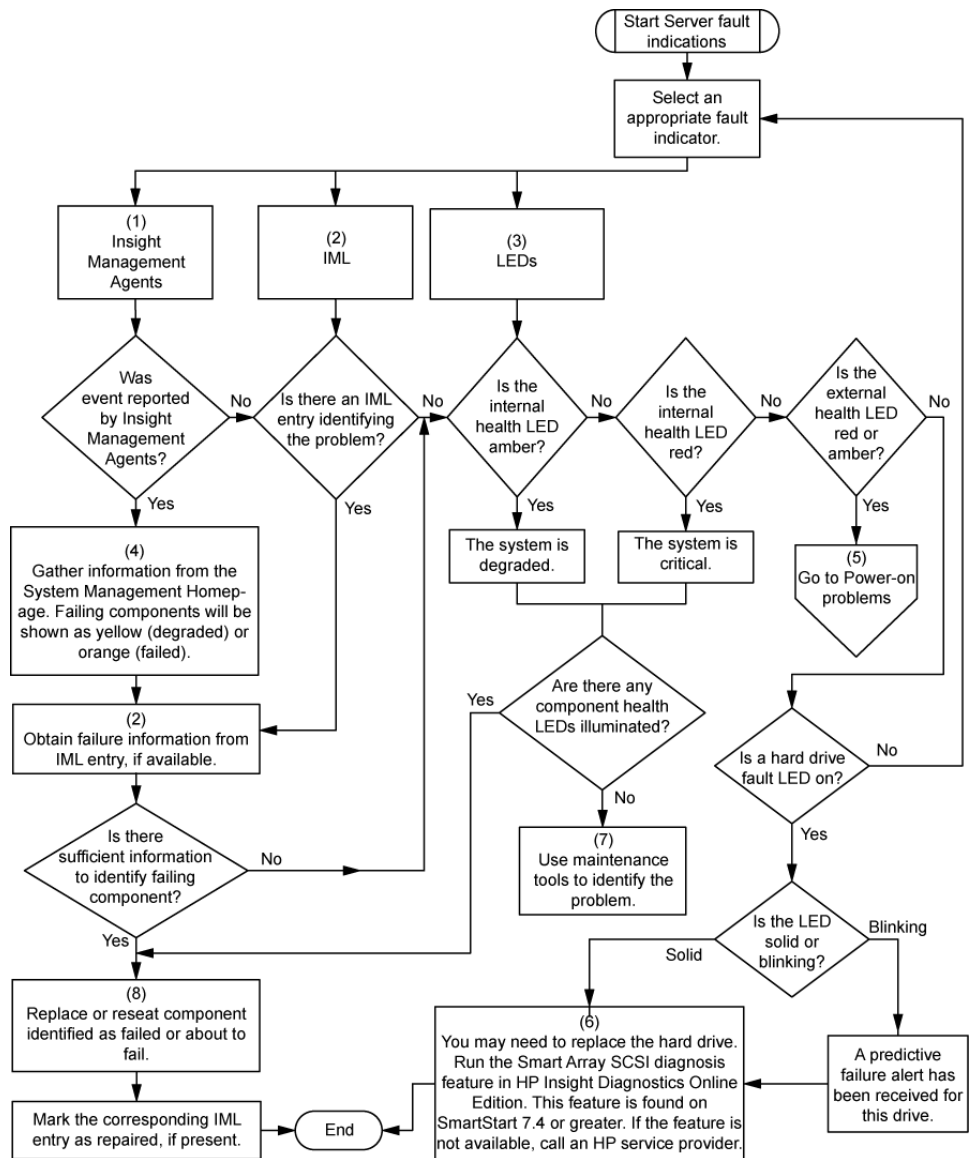 Start Server fault
indications
Select an
appropriate fault
indicator.
(1)
Insight
Management
Agents
(2)
IML
(3)
LEDs
Was
event reported
by Insight
Management
Agents?
No
Is there an IML
entry identifying
the problem?
No
Is the
internal
health LED
amber?
No
Is the
internal
health LED
red?
No
Is the
external
health LED
red or
amber?
No
Yes
Yes
Yes
Yes
Yes
(4)
Gather information from the
System Management Homep-
age. Failing components will be
shown as yellow (degraded) or
orange (failed).
The system is
degraded.
The system is
critical.
(5)
Go to Power-on
problems
(2)
Obtain failure information from
IML entry, if available.
Yes
Are there any
component health
LEDs illuminated?
No
Is a hard drive
fault LED on?
No
Yes
Is there
sufficient information
to identify failing
component?
No
Yes
(7)
Use maintenance
tools to identify the
problem.
Is the LED
solid or
blinking?
Solid
Blinking
(8)
Replace or reseat component
identified as failed or about to
fail.
(6)
You may need to replace the hard drive.
Run the Smart Array SCSI diagnosis
feature in HP Insight Diagnostics Online
Edition. This feature is found on
SmartStart 7.4 or greater. If the feature is
not available, call an HP service provider.
A predictive
failure alert has
been received for
this drive.
Mark the corresponding IML
entry as repaired, if present.
End